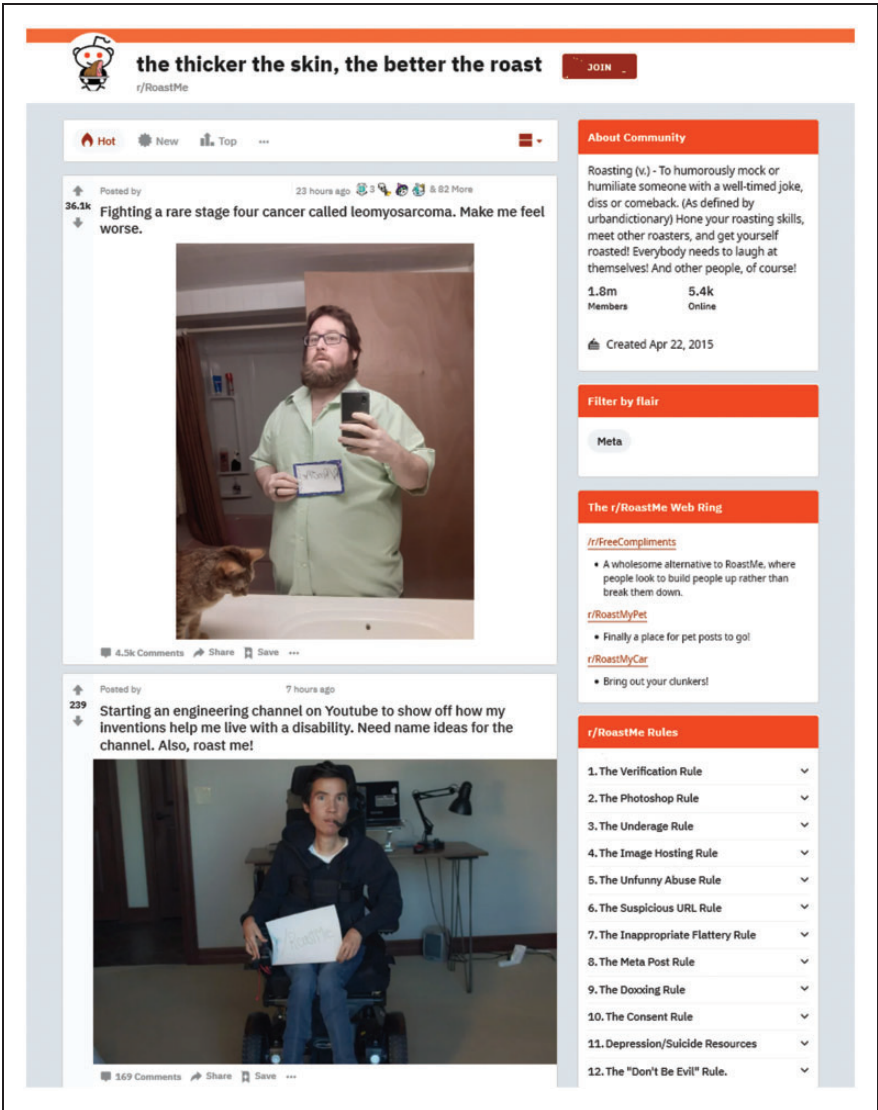 the thicker the skin, the better the roast
JOIN
r/RoastMe
Hot
New
Top
Posted by
23 hours ago
3
& 82 More
36.1k
Fighting a rare stage four cancer called leomyosarcoma. Make me feel
worse.
4.5k Comments
Share
Save
Posted by
7 hours ago
239
Starting an engineering channel on Youtube to show off how my
inventions help me live with a disability. Need name ideas for the
channel. Also, roast me!
r/RoastMe
169 Comments
Share
Save
About Community
Roasting (v.) - To humorously mock or
humiliate someone with a well-timed joke,
diss or comeback. (As defined by
urbandictionary) Hone your roasting skills,
meet other roasters, and get yourself
roasted! Everybody needs to laugh at
themselves! And other people, of course!
1.8m
5.4k
Members
Online
Created Apr 22, 2015
Filter by flair
Meta
The r/RoastMe Web Ring
/r/FreeCompliments
• A wholesome alternative to RoastMe, where
people look to build people up rather than
break them down.
r/RoastMyPet
• Finally a place for pet posts to go!
r/RoastMyCar
• Bring out your clunkers!
r/RoastMe Rules
1. The Verification Rule
2. The Photoshop Rule
3. The Underage Rule
4. The Image Hosting Rule
5. The Unfunny Abuse Rule
6. The Suspicious URL Rule
7. The Inappropriate Flattery Rule
8. The Meta Post Rule
9. The Doxxing Rule
10. The Consent Rule
11. Depression/Suicide Resources
12. The "Don't Be Evil" Rule.